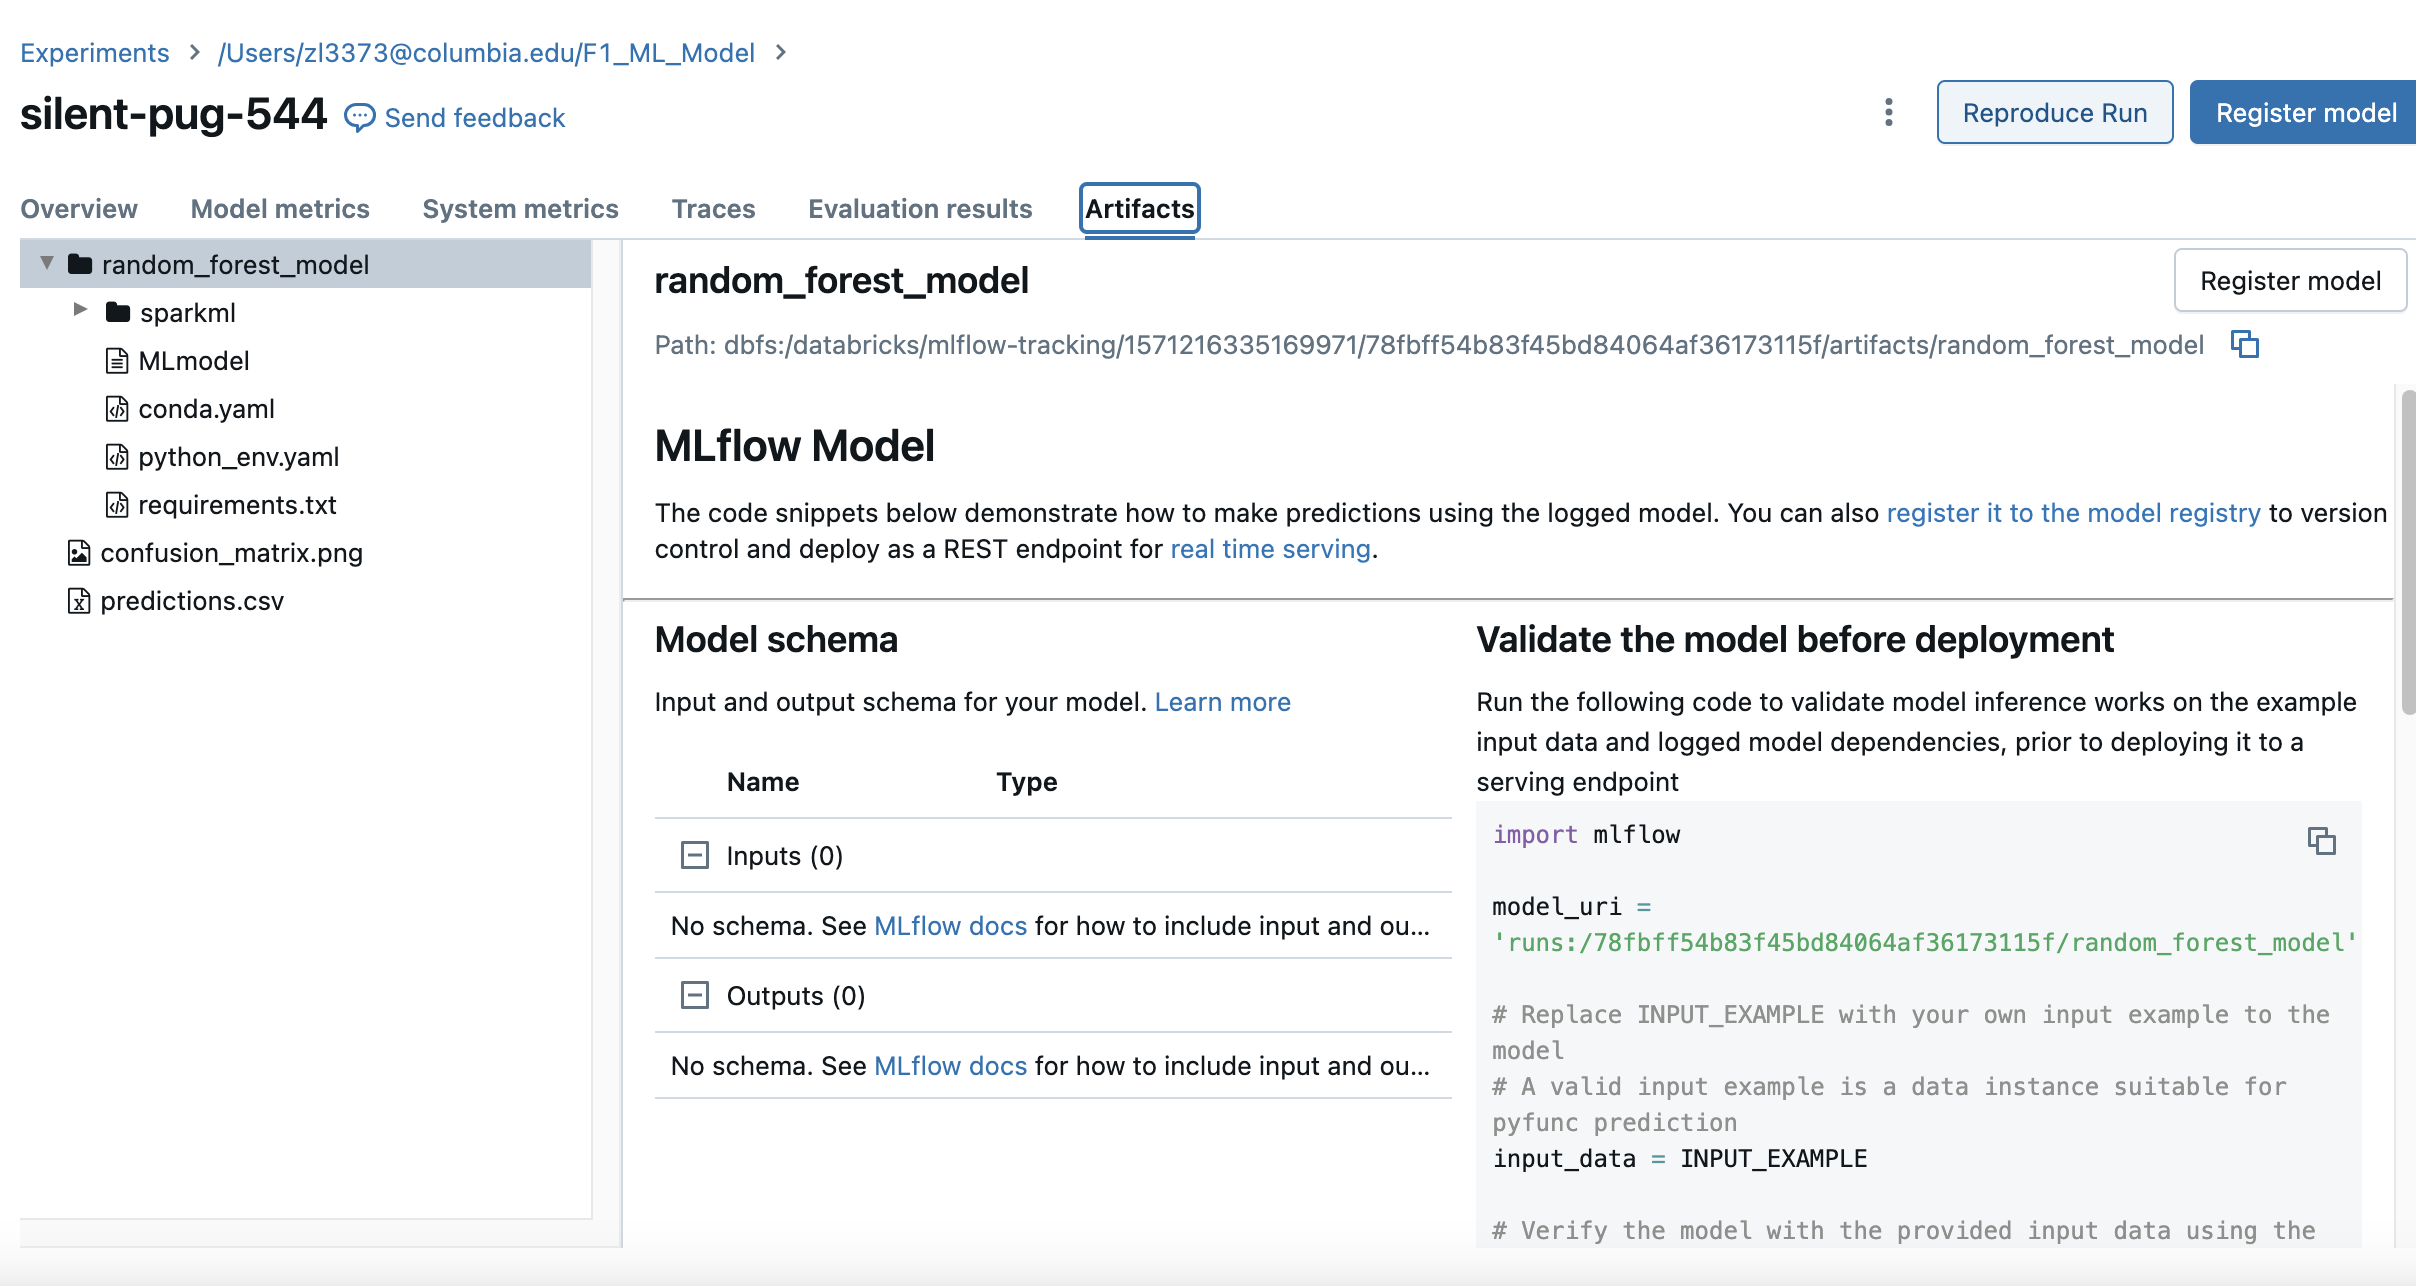 Experiments > /Users/zl3373@columbia.edu/F1_ML_Model >
silent-pug-544 Send feedback
Reproduce Run
Register model
Overview Model metrics System metrics Traces Evaluation results Artifacts
random_forest_model
sparkml
MLmodel
conda.yaml
python_env.yaml
requirements.txt
confusion_matrix.png
predictions.csv
random_forest_model
Register model
Path: dbfs:/databricks/mlflow-tracking/1571216335169971/78fbff54b83f45bd84064af36173115f/artifacts/random_forest_model
MLflow Model
The code snippets below demonstrate how to make predictions using the logged model. You can also register it to the model registry to version
control and deploy as a REST endpoint for real time serving.
Model schema
Input and output schema for your model. Learn more
Name Type
Inputs (0)
No schema. See MLflow docs for how to include input and ou...
Outputs (0)
No schema. See MLflow docs for how to include input and ou...
Validate the model before deployment
Run the following code to validate model inference works on the example
input data and logged model dependencies, prior to deploying it to a
serving endpoint
import mlflow
model_uri =
'runs:/78fbff54b83f45bd84064af36173115f/random_forest_model'
# Replace INPUT_EXAMPLE with your own input example to the
model
# A valid input example is a data instance suitable for
pyfunc prediction
input_data = INPUT_EXAMPLE
# Verify the model with the provided input data using the